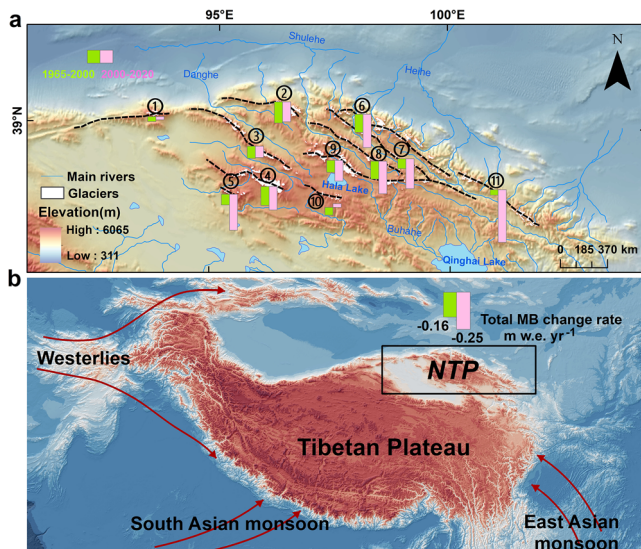 a
95°E
100°E
Shulehe
N
1965-2000
2000-2020
Danghe
Heihe
39°N
39°N
①
②
⑥
③
⑨
⑧
⑦
⑤
④
Hala Lake
⑩
⑪
Main rivers
Glaciers
Elevation(m)
High : 6065
Low : 311
Buhahe
Qinghai Lake
0 185 370 km
95°E
100°E
b
-0.16
-0.25
Total MB change rate
m w.e. yr⁻¹
Westerlies
NTP
Tibetan Plateau
South Asian monsoon
East Asian
monsoon